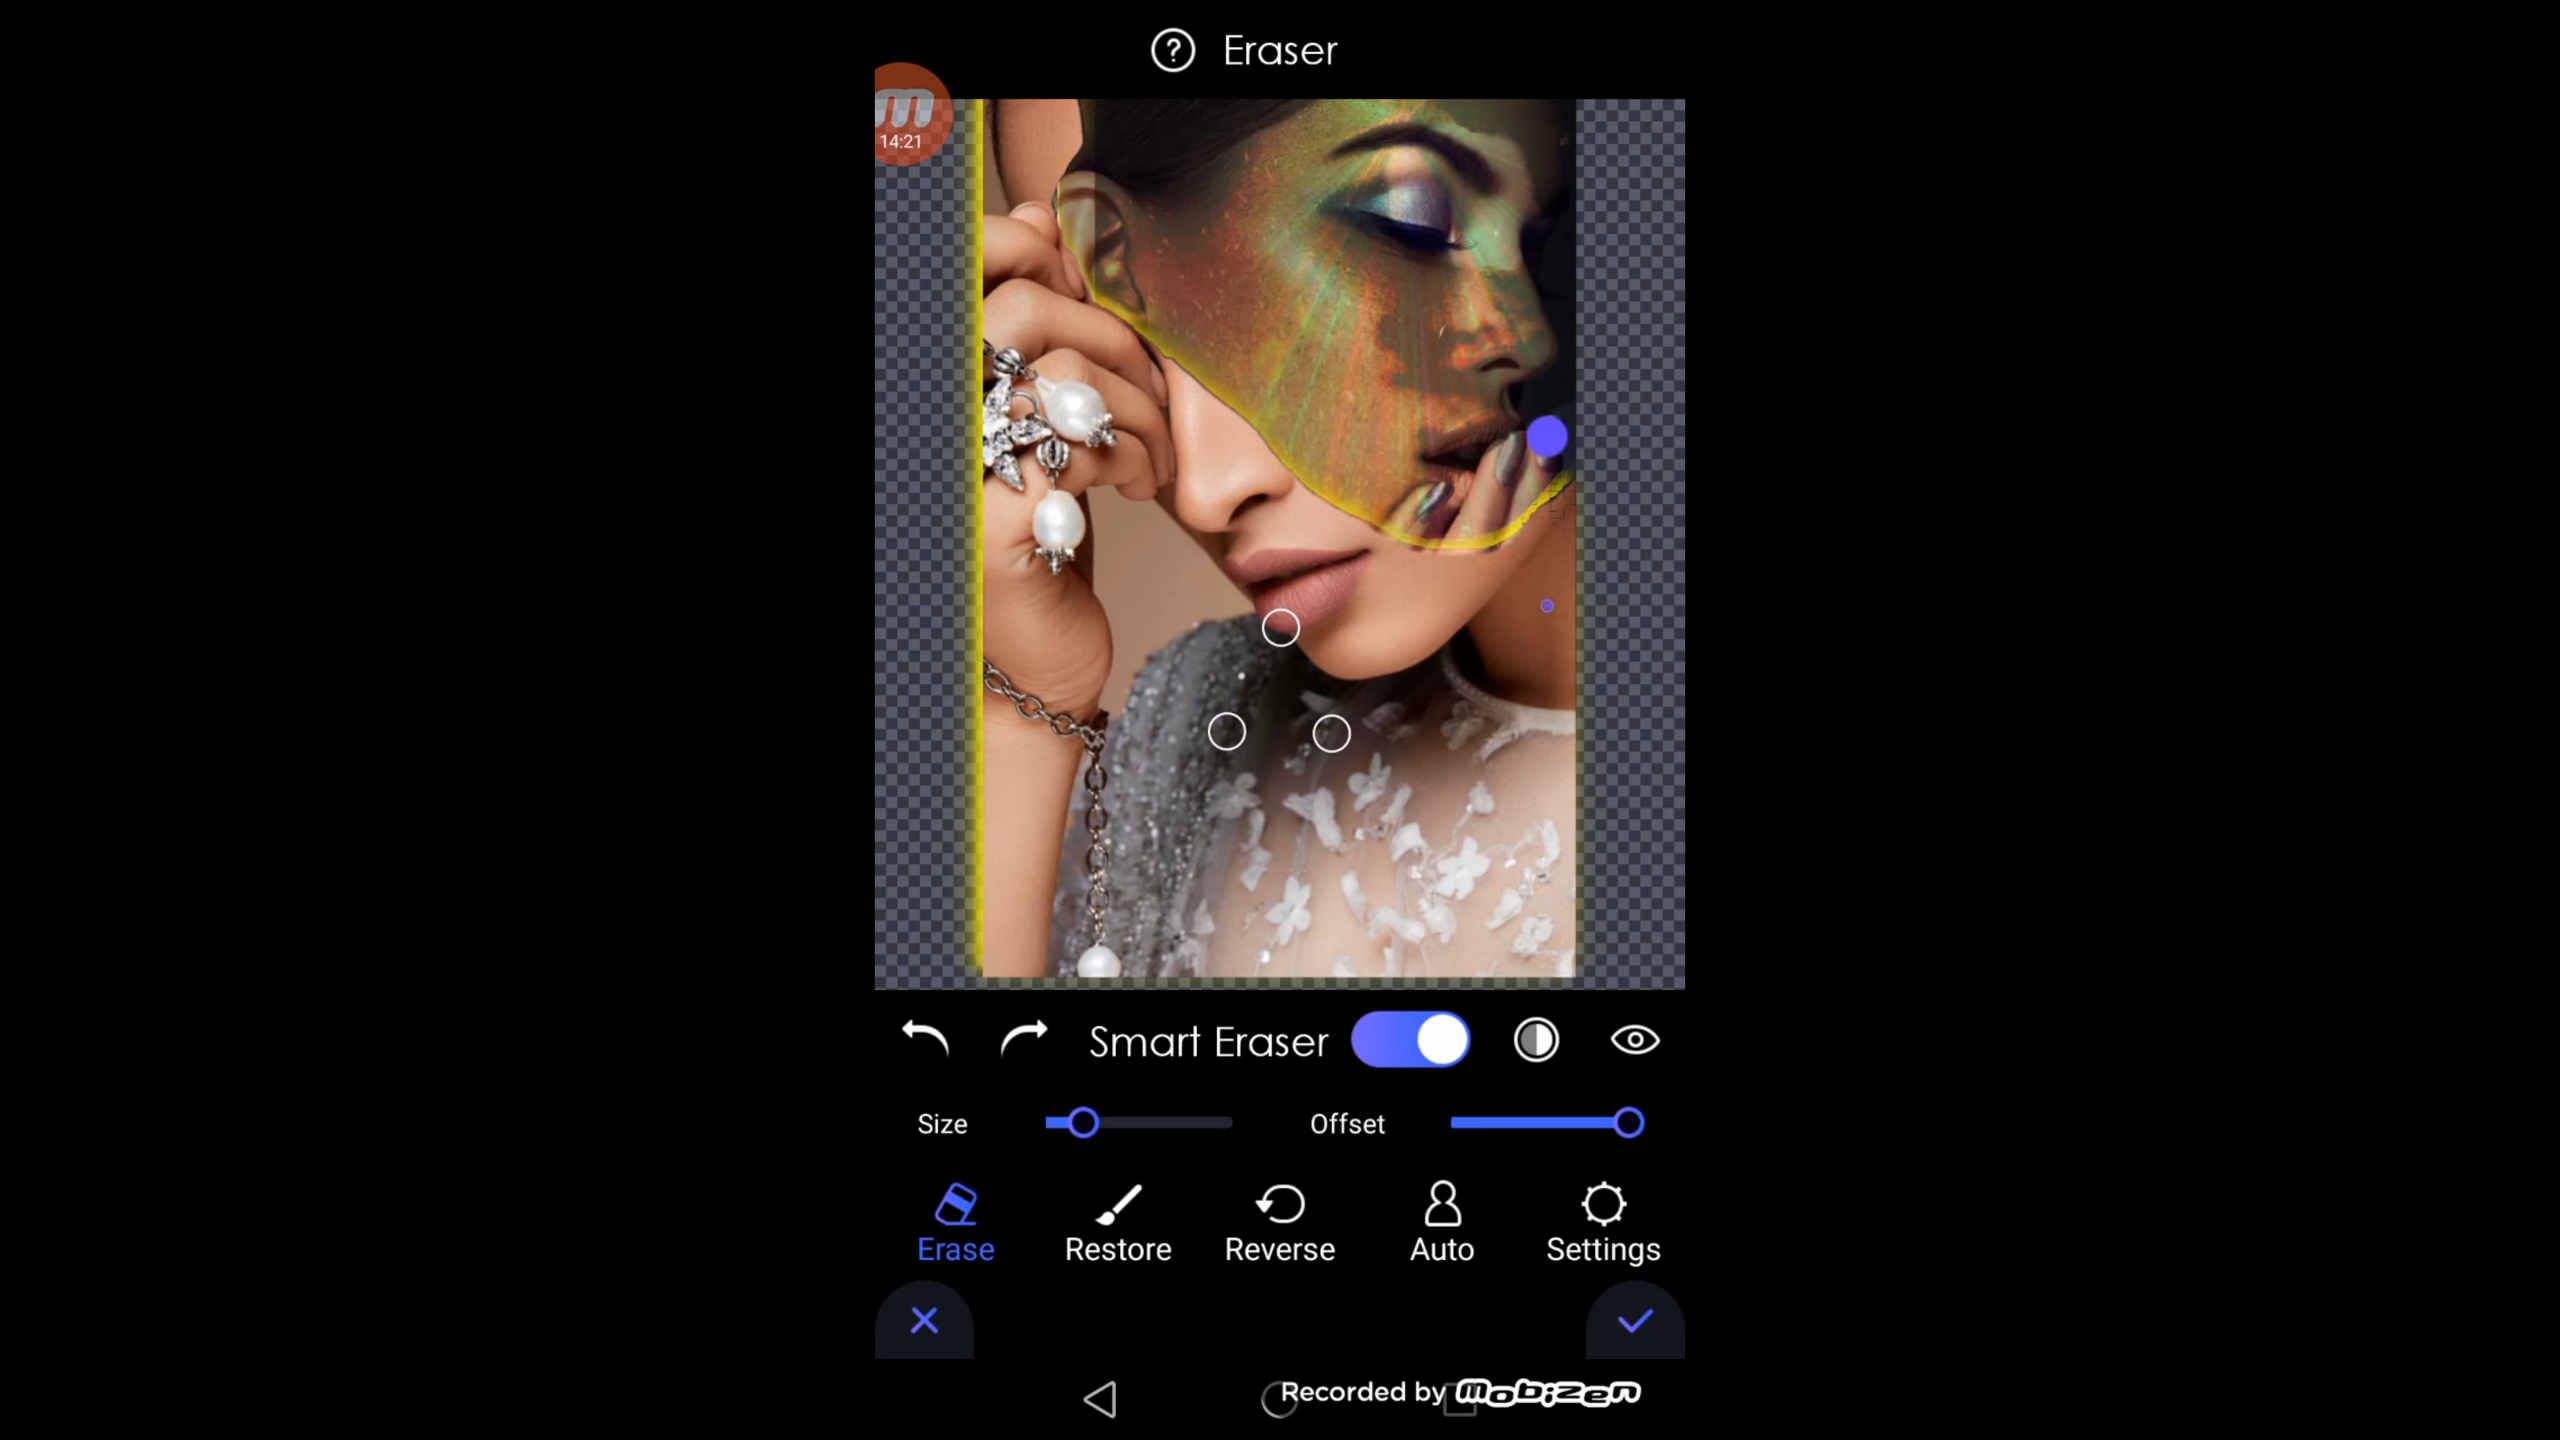 Eraser
14:21
Smart Eraser
Size
Offset
Erase
Restore
Reverse
Auto
Settings
Recorded by Mobizen